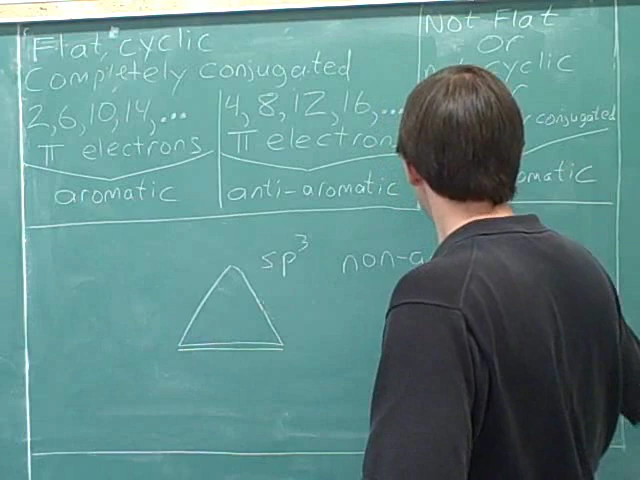 Flat, cyclic
Completely conjugated
2,6,10,14,...
π electrons
aromatic
4,8,12,16,...
π electron
anti-aromatic
Not Flat
or
cyclic
conjugated
omatic
sp³
non-a